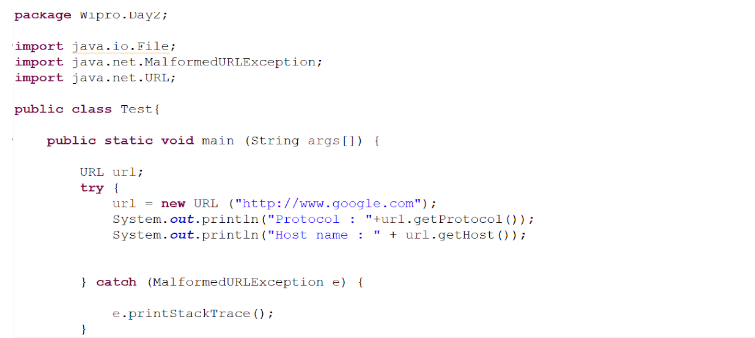 package Wipro.Day2;
import java.io.File;
import java.net.MalformedURLException;
import java.net.URL;
public class Test{
public static void main (String args[]) {
URL url;
try {
url = new URL ("http://www.google.com");
System.out.println("Protocol : "+url.getProtocol());
System.out.println("Host name : " + url.getHost());
} catch (MalformedURLException e) {
e.printStackTrace();
}